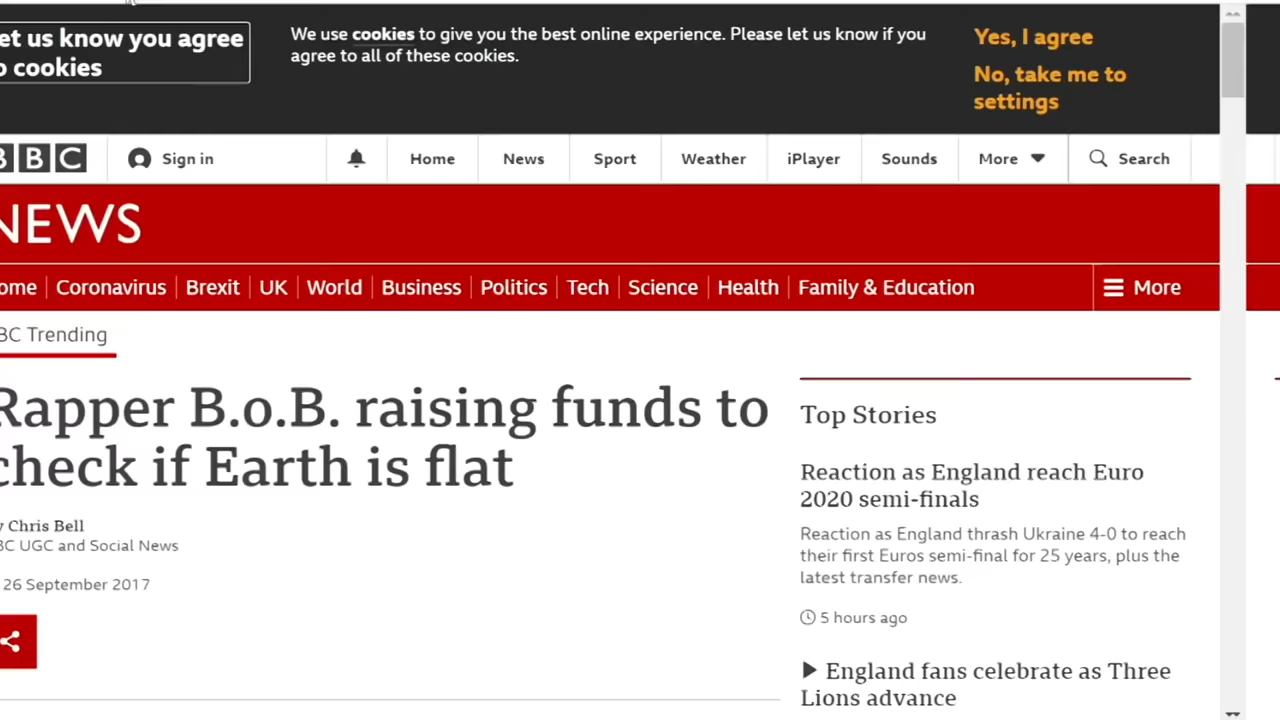 et us know you agree
o cookies
We use cookies to give you the best online experience. Please let us know if you
agree to all of these cookies.
Yes, I agree
No, take me to
settings
BBC
Sign in
Home
News
Sport
Weather
iPlayer
Sounds
More
Search
NEWS
ome
Coronavirus
Brexit
UK
World
Business
Politics
Tech
Science
Health
Family & Education
More
BC Trending
Rapper B.o.B. raising funds to
check if Earth is flat
y Chris Bell
BC UGC and Social News
26 September 2017
Top Stories
Reaction as England reach Euro
2020 semi-finals
Reaction as England thrash Ukraine 4-0 to reach
their first Euros semi-final for 25 years, plus the
latest transfer news.
5 hours ago
England fans celebrate as Three
Lions advance